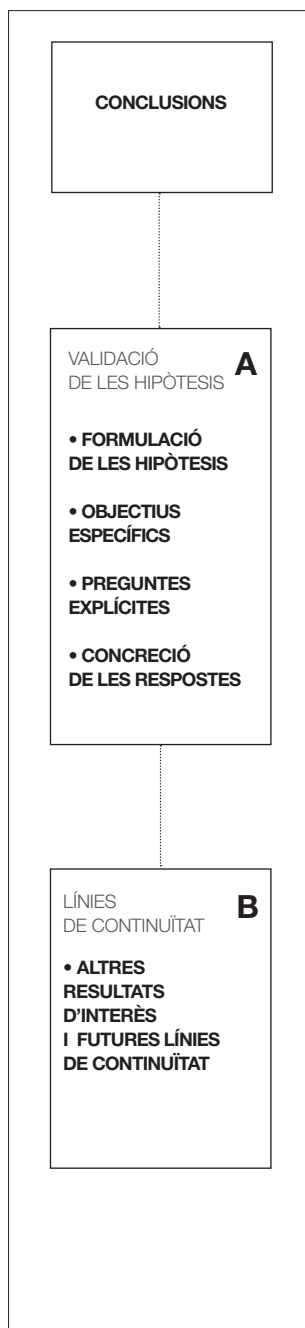 CONCLUSIONS
VALIDACIÓ
DE LES HIPÒTESIS
A
• FORMULACIÓ
DE LES HIPÒTESIS
• OBJECTIUS
ESPECÍFICS
• PREGUNTES
EXPLÍCITES
• CONCRECIÓ
DE LES RESPOSTES
LÍNIES
DE CONTINUÏTAT
B
• ALTRES
RESULTATS
D’INTERÈS
I FUTURES LÍNIES
DE CONTINUÏTAT